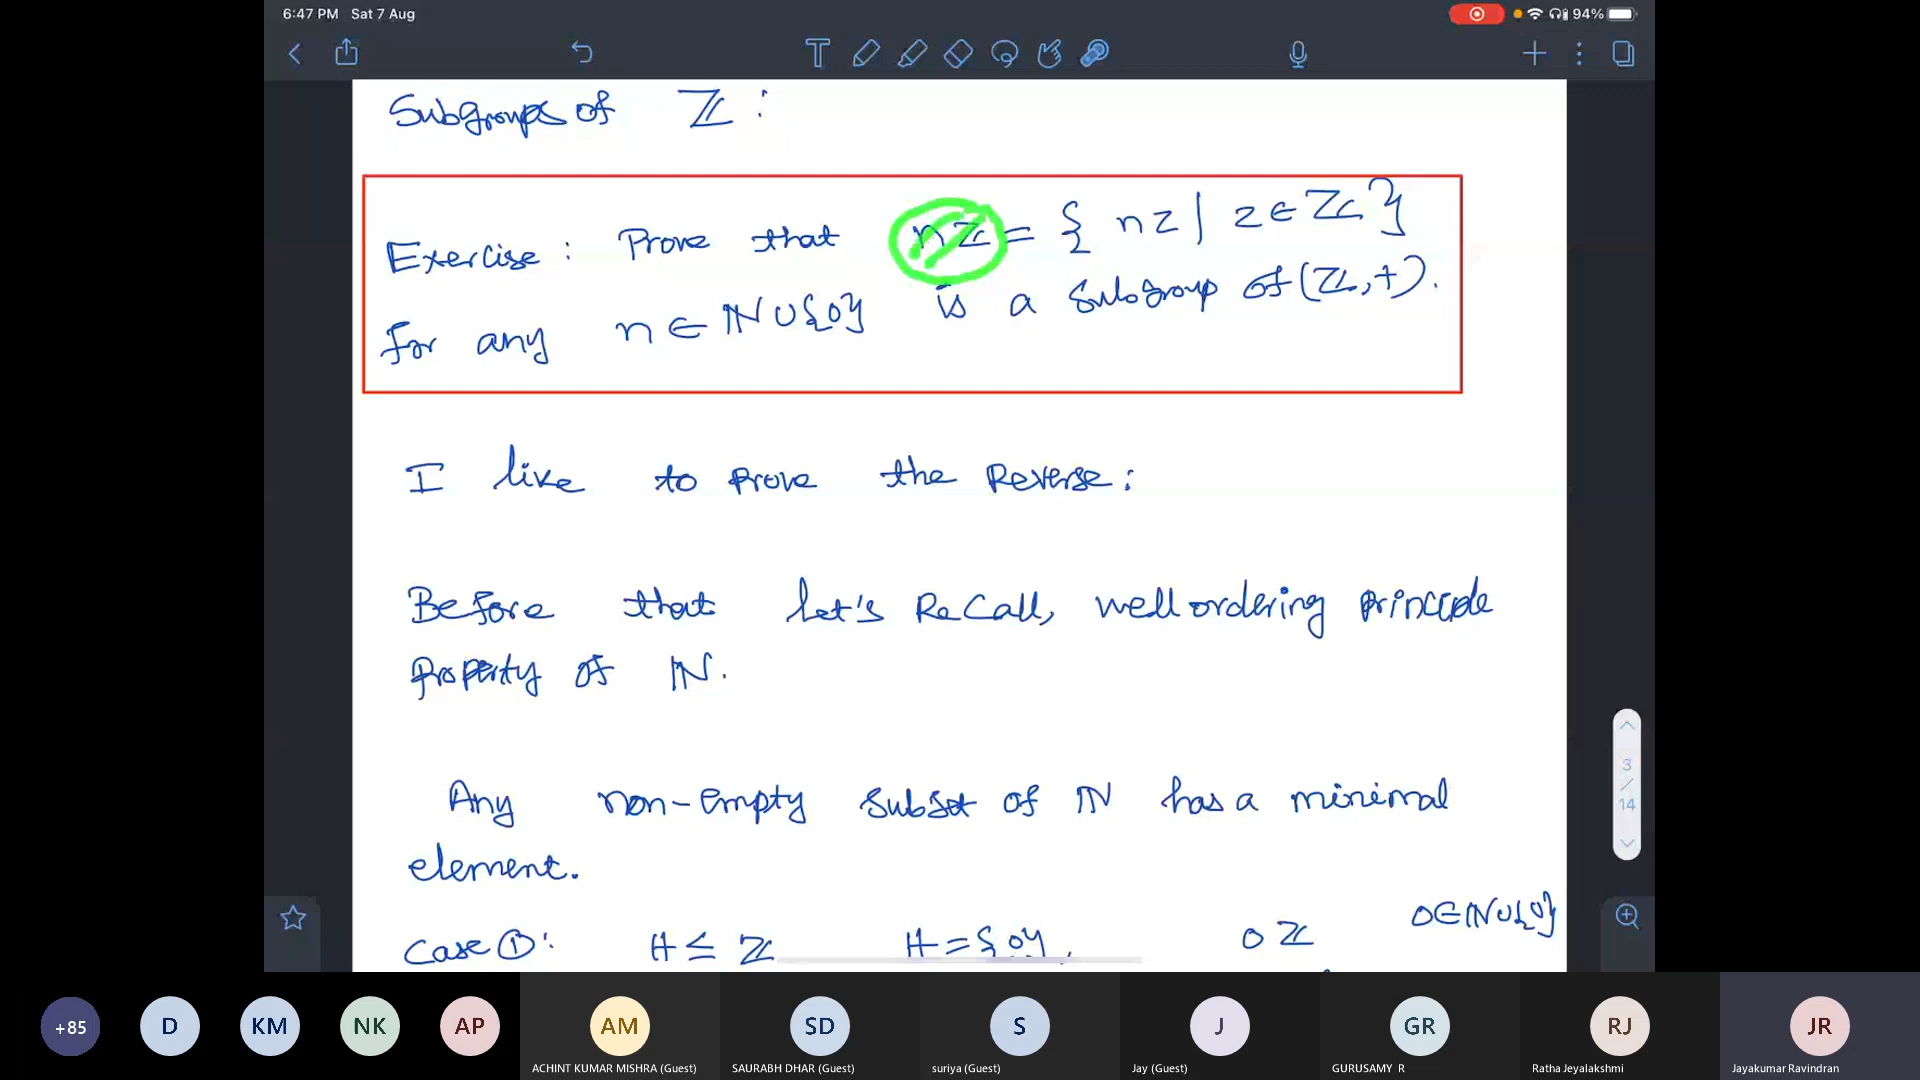 6:47 PM Sat 7 Aug
94%
Subgroups of ℤ :
Exercise : Prove that nℤ = { nz | z ∈ ℤ }
for any n ∈ ℕ ∪ {0} is a subgroup of (ℤ, +).
I like to prove the Reverse :
Before that let's ReCall, well ordering principle
Property of ℕ.
Any non-empty subset of ℕ has a minimal
element.
Case ① : H ≤ ℤ H = {0}, 0ℤ 0 ∈ ℕ ∪ {0}
3
/
14
+85
D
KM
NK
AP
AM
SD
S
J
GR
RJ
JR
ACHINT KUMAR MISHRA (Guest)
SAURABH DHAR (Guest)
suriya (Guest)
Jay (Guest)
GURUSAMY R
Ratha Jeyalakshmi
Jayakumar Ravindran